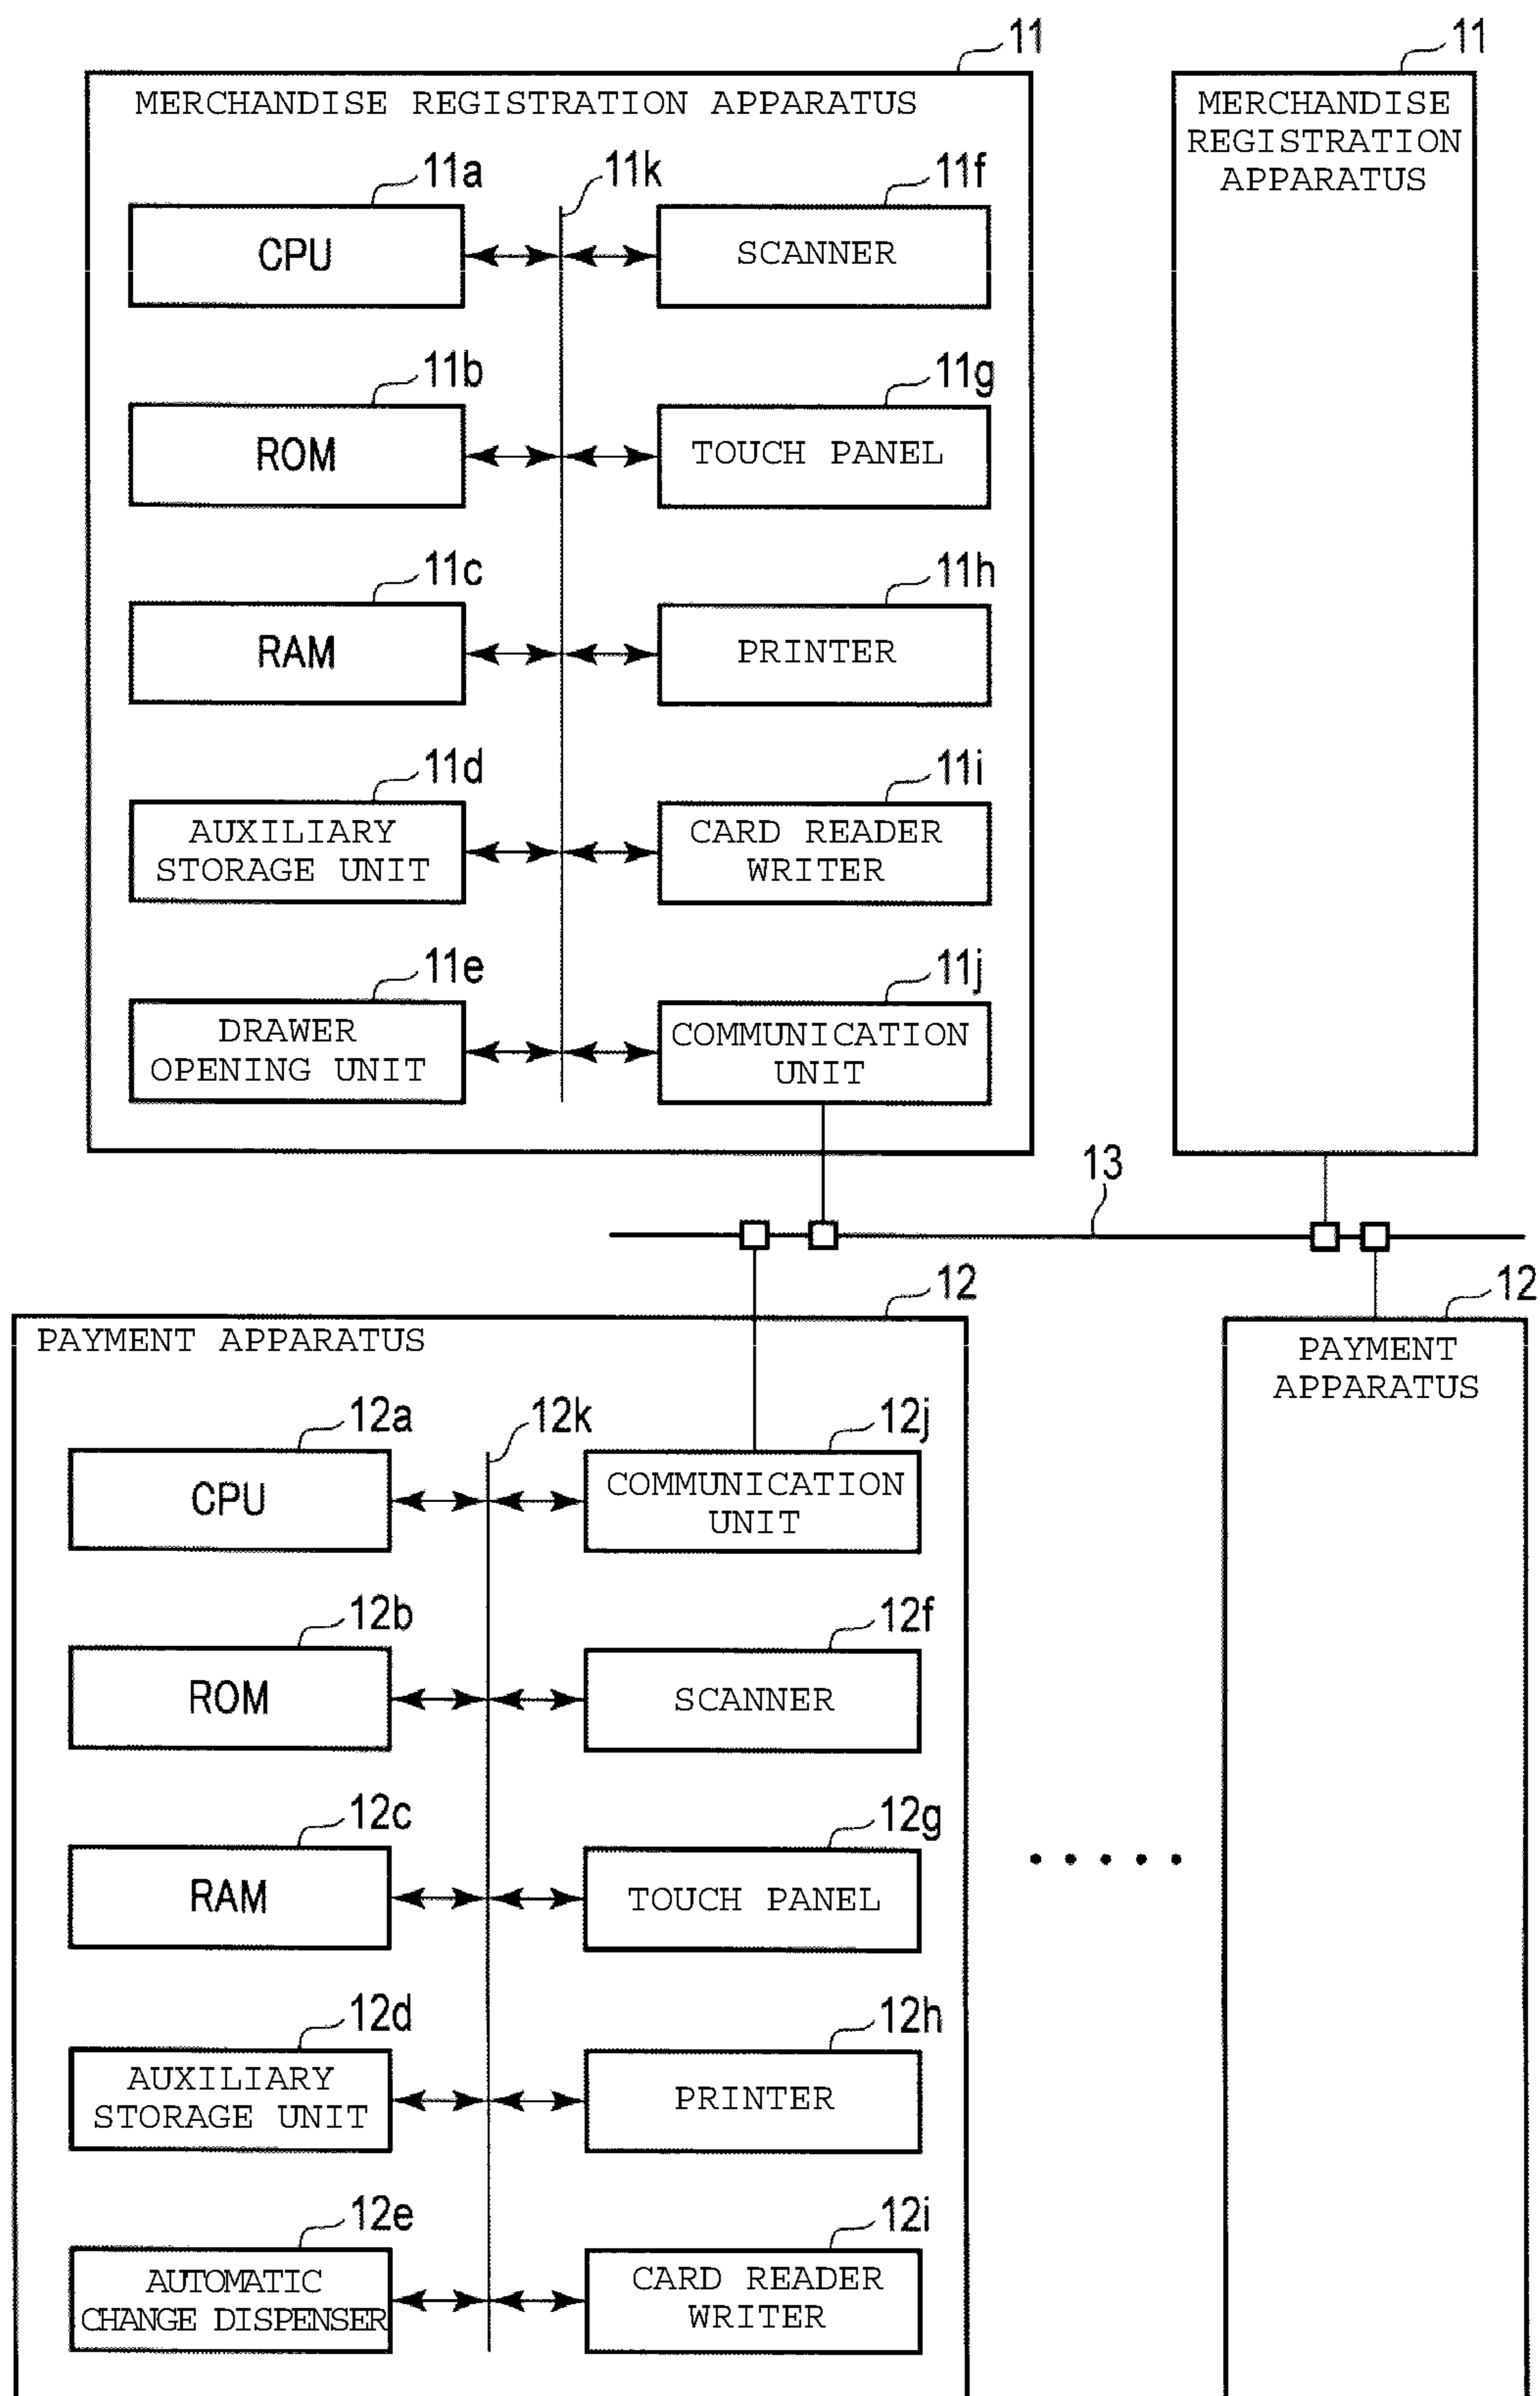 11
MERCHANDISE REGISTRATION APPARATUS
11a
11k
11f
CPU
SCANNER
11b
11g
ROM
TOUCH PANEL
11c
11h
RAM
PRINTER
11d
11i
AUXILIARY
STORAGE UNIT
CARD READER
WRITER
11e
11j
DRAWER
OPENING UNIT
COMMUNICATION
UNIT
11
MERCHANDISE
REGISTRATION
APPARATUS
13
12
PAYMENT APPARATUS
12a
12k
12j
CPU
COMMUNICATION
UNIT
12b
12f
ROM
SCANNER
12c
12g
RAM
TOUCH PANEL
12d
12h
AUXILIARY
STORAGE UNIT
PRINTER
12e
12i
AUTOMATIC
CHANGE DISPENSER
CARD READER
WRITER
12
PAYMENT
APPARATUS